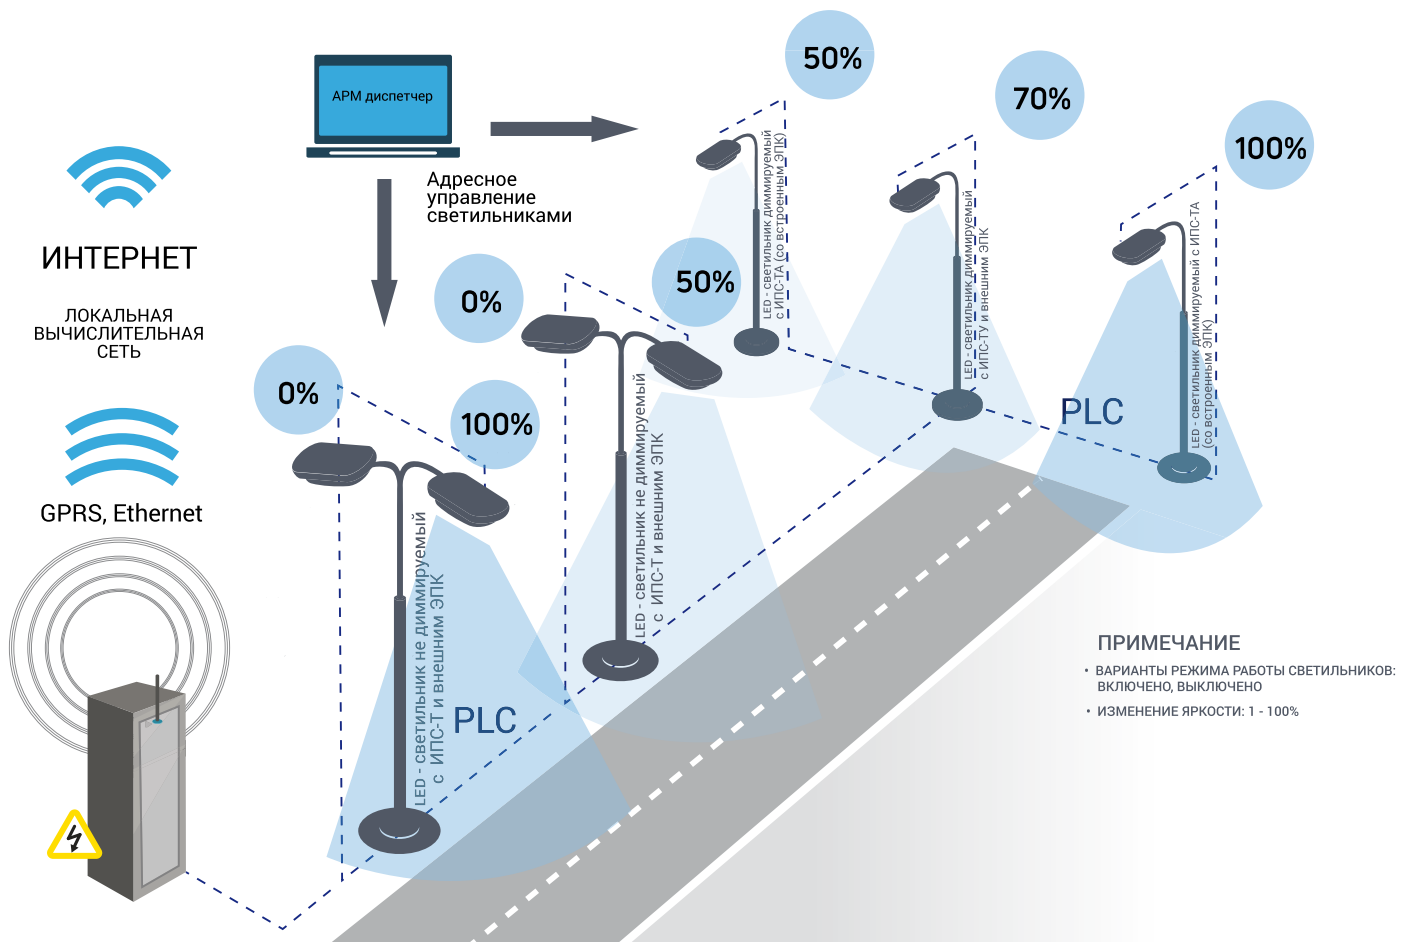 АРМ диспетчер
Адресное
управление
светильниками
ИНТЕРНЕТ
ЛОКАЛЬНАЯ
ВЫЧИСЛИТЕЛЬНАЯ
СЕТЬ
GPRS, Ethernet
50%
70%
100%
0%
50%
0%
100%
LED - светильник диммируемый
с ИПС-ТА (со встроенным ЭПК)
LED - светильник диммируемый
с ИПС-ТУ и внешним ЭПК
LED - светильник диммируемый с ИПС-ТА
(со встроенным ЭПК)
LED - светильник не диммируемый
с ИПС-Т и внешним ЭПК
LED - светильник не диммируемый
с ИПС-Т и внешним ЭПК
PLC
PLC
ПРИМЕЧАНИЕ
• ВАРИАНТЫ РЕЖИМА РАБОТЫ СВЕТИЛЬНИКОВ:
ВКЛЮЧЕНО, ВЫКЛЮЧЕНО
• ИЗМЕНЕНИЕ ЯРКОСТИ: 1 - 100%